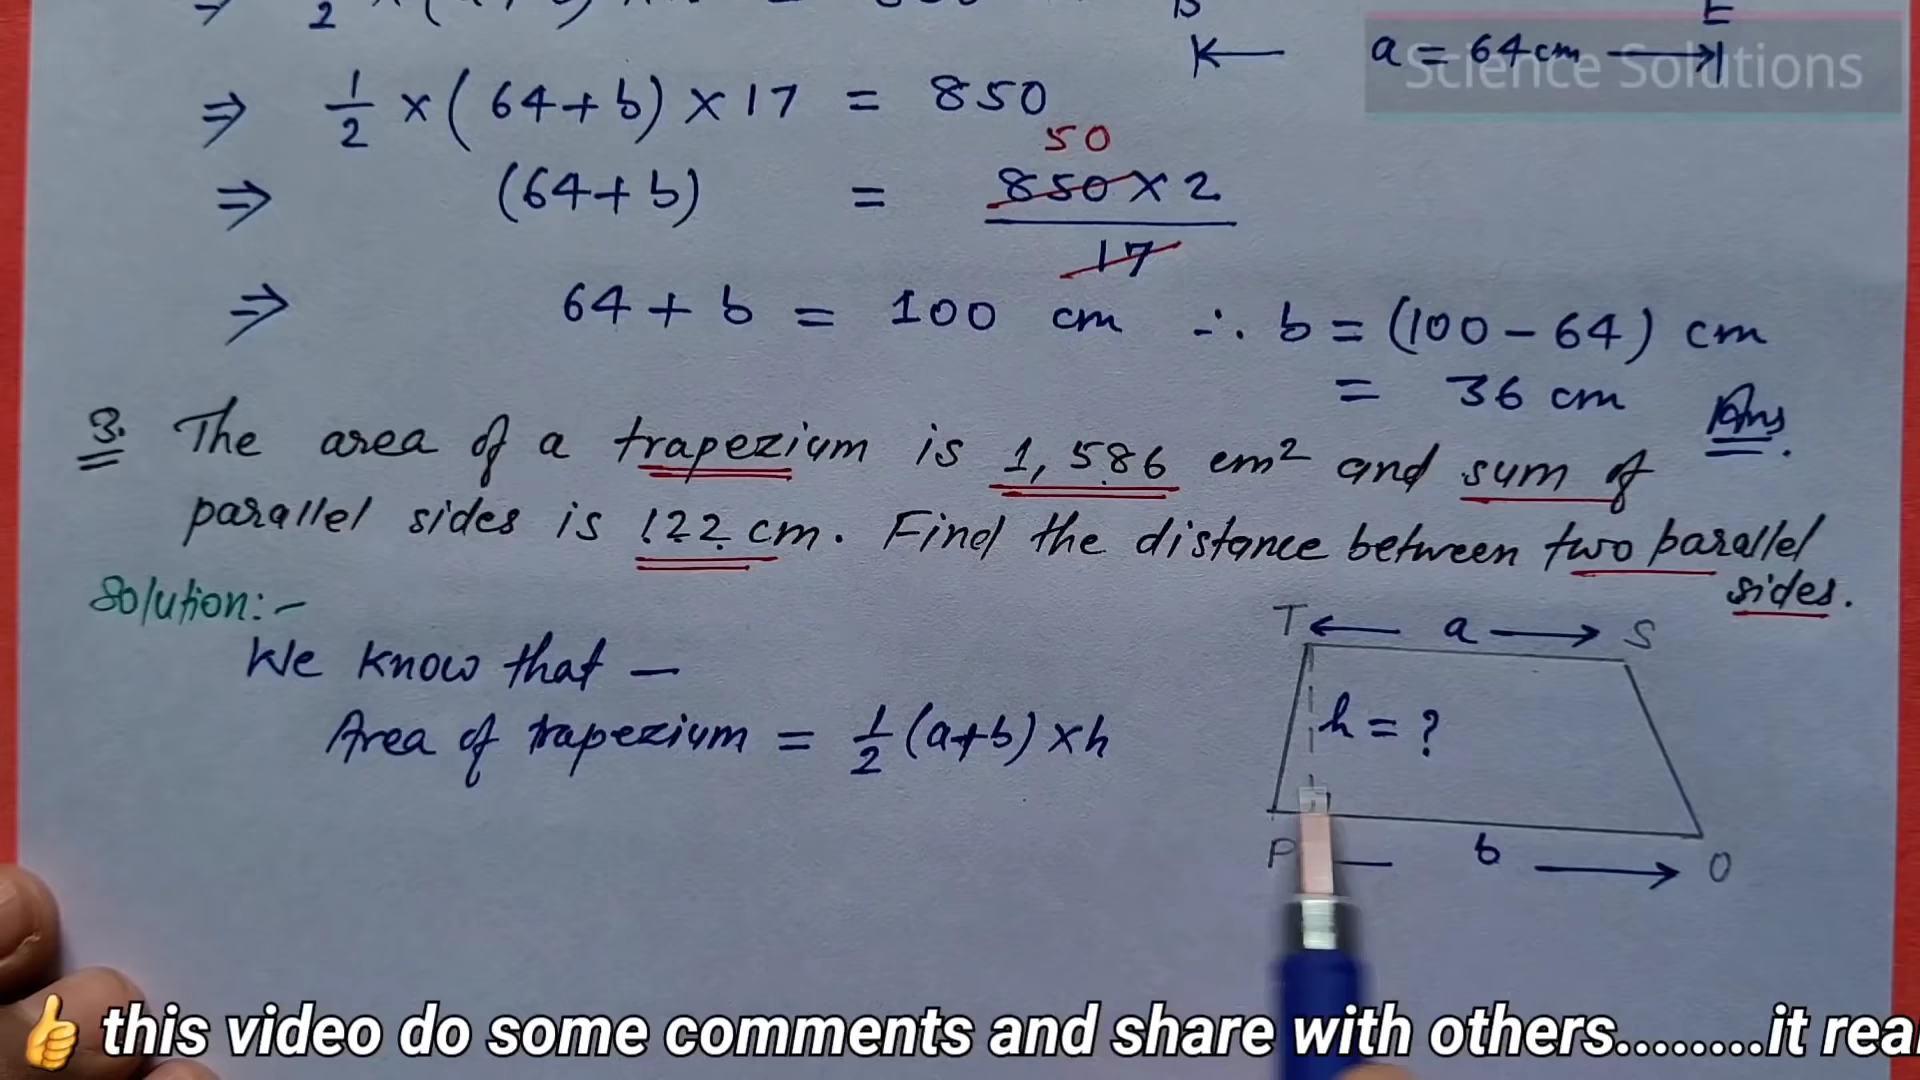 a = 64cm
Science Solutions
⇒ 1/2 × (64 + b) × 17 = 850
50
⇒ (64 + b) = 850 × 2 / 17
⇒ 64 + b = 100 cm ∴ b = (100 - 64) cm
= 36 cm Ans.
3. The area of a trapezium is 1,586 cm² and sum of
parallel sides is 122 cm. Find the distance between two parallel
sides.
Solution:-
T ← a → S
We know that —
h = ?
Area of trapezium = 1/2 (a+b) × h
P — b → O
👍 this video do some comments and share with others........it rea